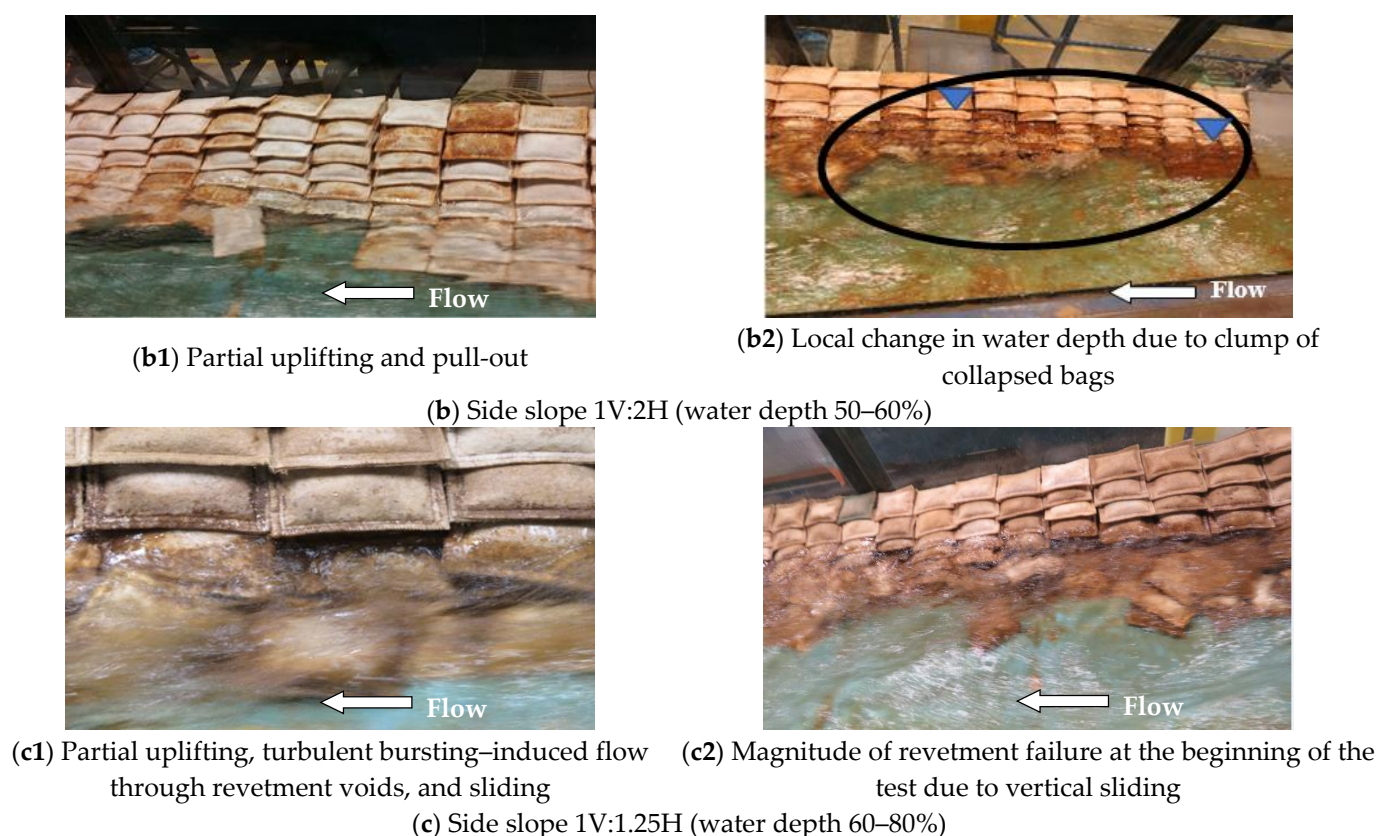 Flow
Flow
(b1) Partial uplifting and pull-out
(b2) Local change in water depth due to clump of
collapsed bags
(b) Side slope 1V:2H (water depth 50–60%)
Flow
Flow
(c1) Partial uplifting, turbulent bursting–induced flow
through revetment voids, and sliding
(c2) Magnitude of revetment failure at the beginning of the
test due to vertical sliding
(c) Side slope 1V:1.25H (water depth 60–80%)